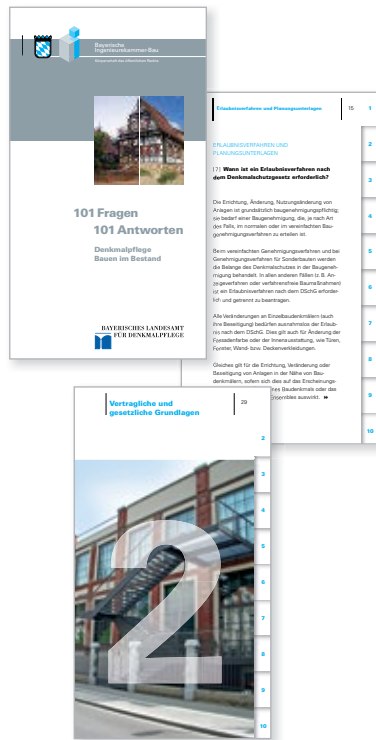 Bayerische
Ingenieurekammer-Bau
Körperschaft des öffentlichen Rechts
101 Fragen
101 Antworten
Denkmalpflege
Bauen im Bestand
BAYERISCHES LANDESAMT
FÜR DENKMALPFLEGE
Erlaubnisverfahren und Planungsunterlagen
15
1
2
3
4
5
6
7
8
9
10
ERLAUBNISVERFAHREN UND
PLANUNGSUNTERLAGEN
[7] Wann ist ein Erlaubnisverfahren nach
dem Denkmalschutzgesetz erforderlich?
Die Errichtung, Änderung, Nutzungsänderung von
Anlagen ist grundsätzlich baugenehmigungspflichtig;
sie bedarf einer Baugenehmigung, die, je nach Art
des Falls, im normalen oder im vereinfachten Bau-
genehmigungsverfahren zu erteilen ist.
Beim vereinfachten Genehmigungsverfahren und bei
Genehmigungsverfahren für Sonderbauten werden
die Belange des Denkmalschutzes in der Baugeneh-
migung behandelt. In allen anderen Fällen (z. B. An-
zeigeverfahren oder verfahrensfreie Baumaßnahmen)
ist ein Erlaubnisverfahren nach dem DSchG erforder-
lich und getrennt zu beantragen.
Alle Veränderungen an Einzelbaudenkmälern (auch
ihre Beseitigung) bedürfen ausnahmslos der Erlaub-
nis nach dem DSchG. Dies gilt auch für Änderung der
Fassadenfarbe oder der Innenausstattung, wie Türen,
Fenster, Wand- bzw. Deckenverkleidungen.
Gleiches gilt für die Errichtung, Veränderung oder
Beseitigung von Anlagen in der Nähe von Bau-
denkmälern, sofern sich dies auf das Erscheinungs-
nes Baudenkmals oder das
Ensembles auswirkt.
Vertragliche und
gesetzliche Grundlagen
29
2
2
3
4
5
6
7
8
9
10